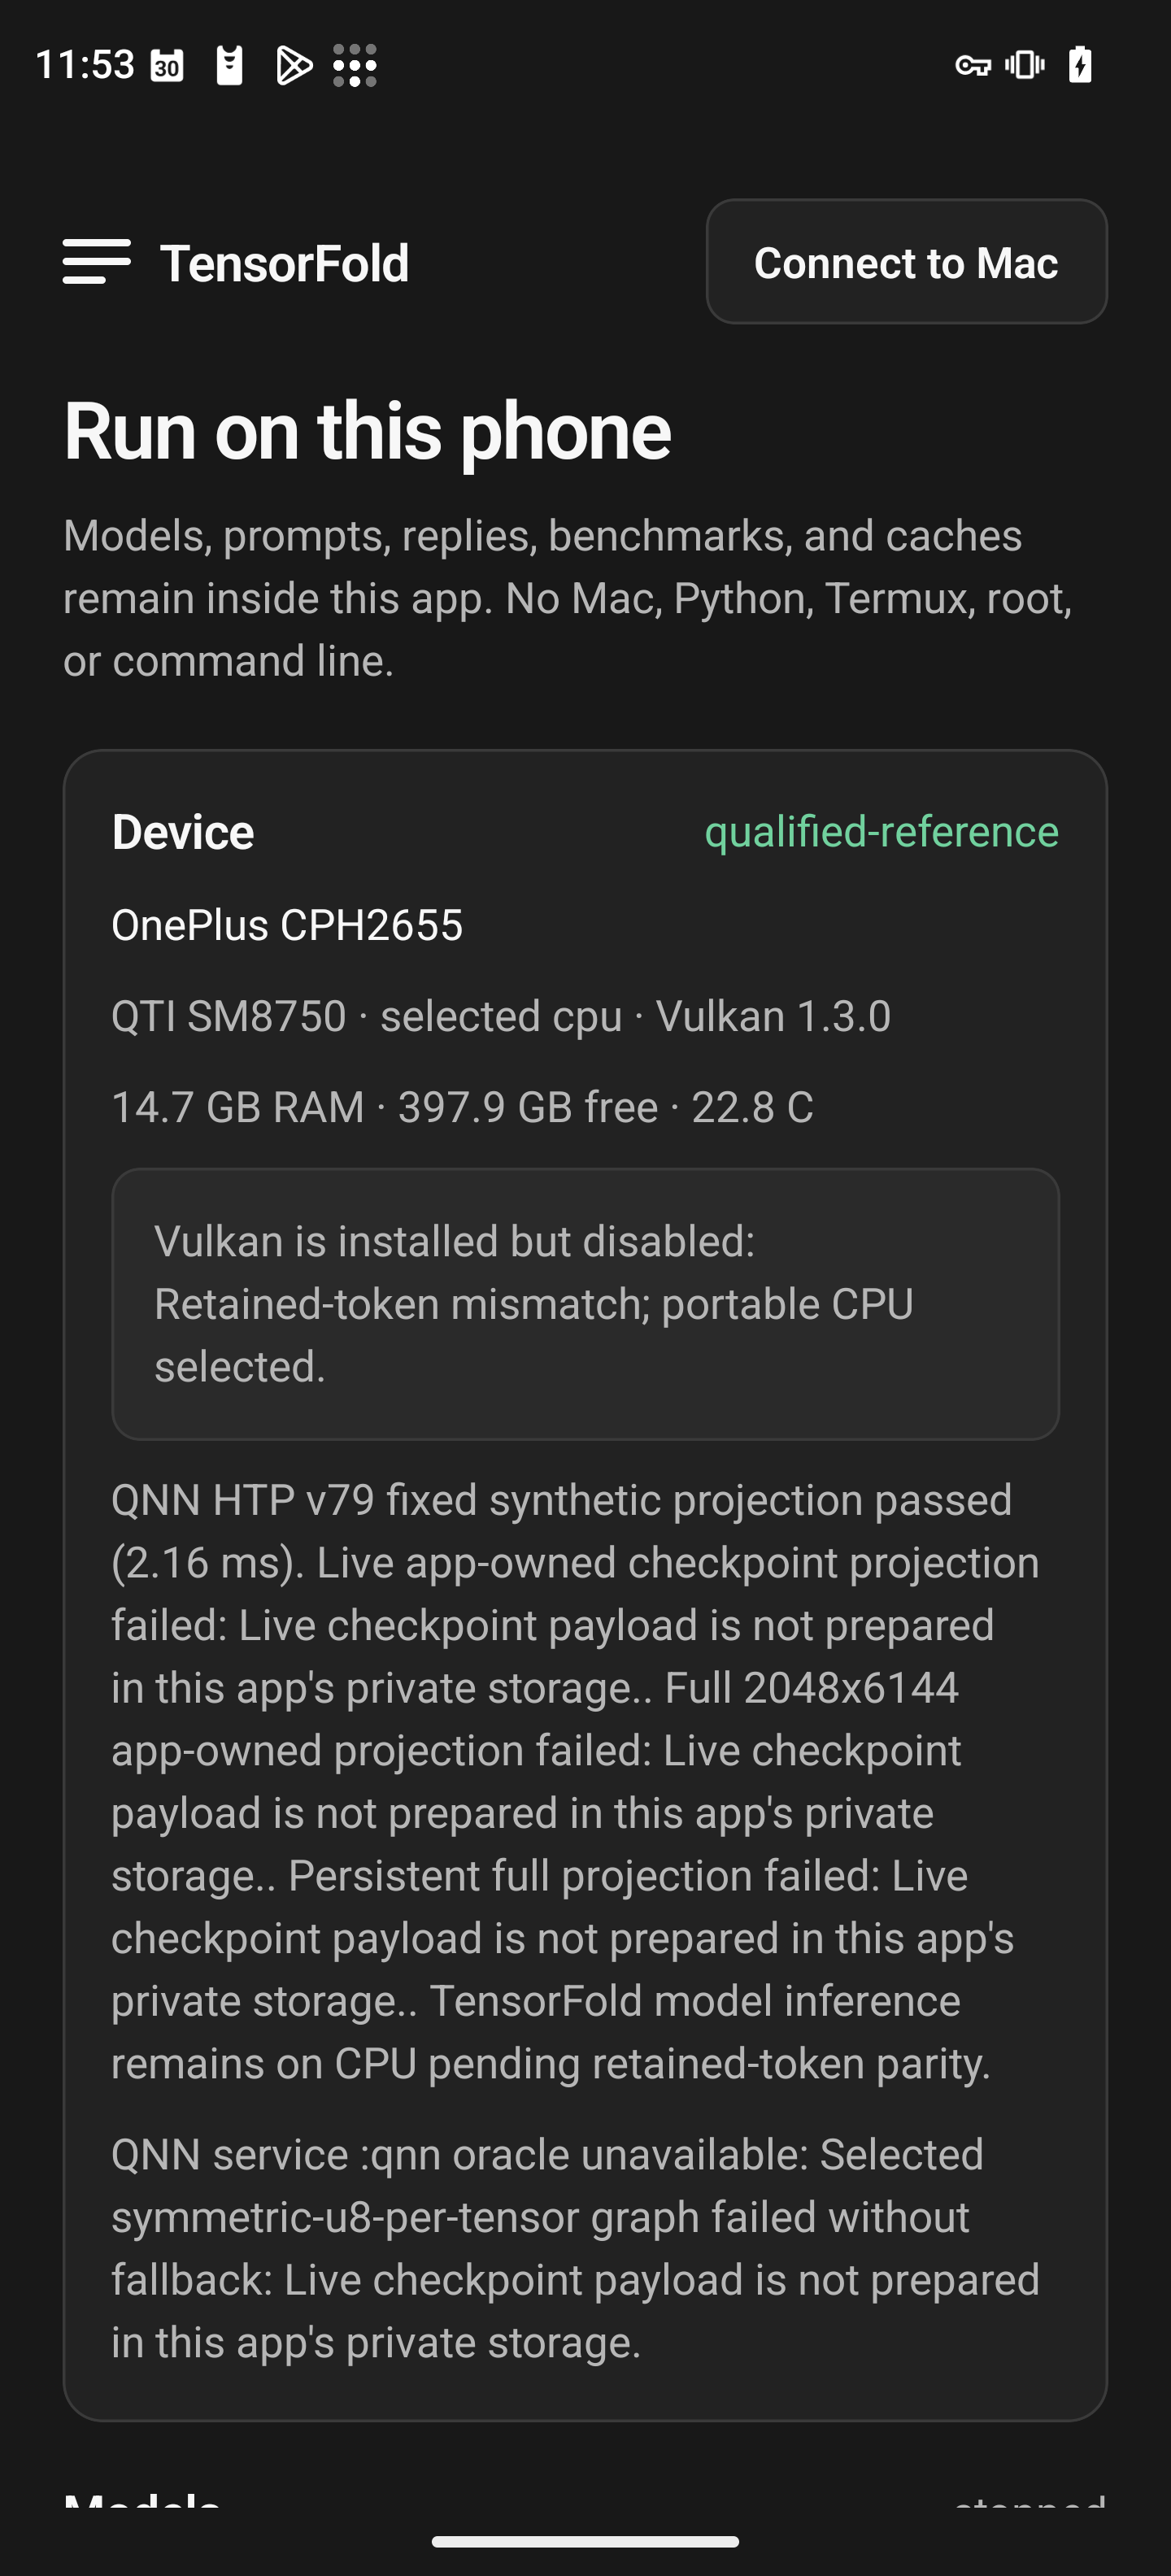 11:53
30
TensorFold
Connect to Mac
Run on this phone
Models, prompts, replies, benchmarks, and caches
remain inside this app. No Mac, Python, Termux, root,
or command line.
Device
qualified-reference
OnePlus CPH2655
QTI SM8750 · selected cpu · Vulkan 1.3.0
14.7 GB RAM · 397.9 GB free · 22.8 C
Vulkan is installed but disabled:
Retained-token mismatch; portable CPU
selected.
QNN HTP v79 fixed synthetic projection passed
(2.16 ms). Live app-owned checkpoint projection
failed: Live checkpoint payload is not prepared
in this app's private storage.. Full 2048x6144
app-owned projection failed: Live checkpoint
payload is not prepared in this app's private
storage.. Persistent full projection failed: Live
checkpoint payload is not prepared in this app's
private storage.. TensorFold model inference
remains on CPU pending retained-token parity.
QNN service :qnn oracle unavailable: Selected
symmetric-u8-per-tensor graph failed without
fallback: Live checkpoint payload is not prepared
in this app's private storage.
Models
stopped